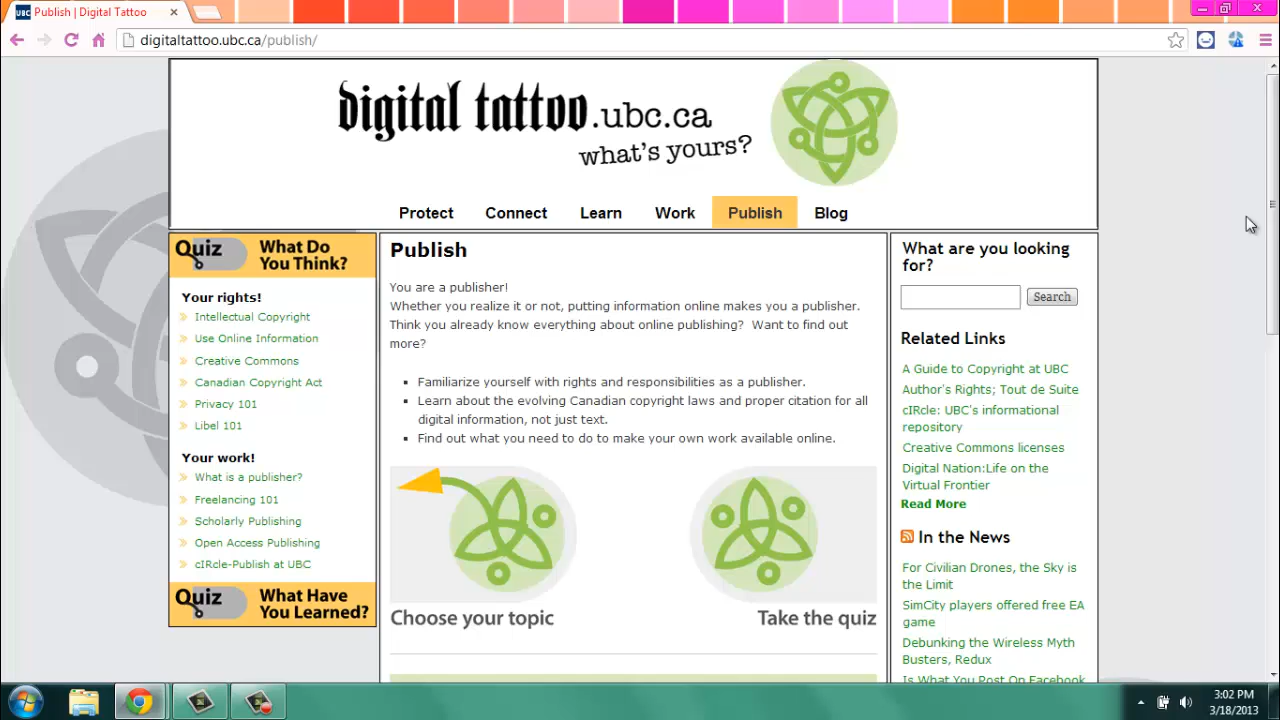 UBC Publish | Digital Tattoo
digitaltattoo.ubc.ca/publish/
digital tattoo.ubc.ca
what's yours?
Protect Connect Learn Work Publish Blog
Quiz What Do
You Think?
Your rights!
Intellectual Copyright
Use Online Information
Creative Commons
Canadian Copyright Act
Privacy 101
Libel 101
Your work!
What is a publisher?
Freelancing 101
Scholarly Publishing
Open Access Publishing
cIRcle-Publish at UBC
Quiz What Have
You Learned?
Publish
You are a publisher!
Whether you realize it or not, putting information online makes you a publisher.
Think you already know everything about online publishing? Want to find out
more?
Familiarize yourself with rights and responsibilities as a publisher.
Learn about the evolving Canadian copyright laws and proper citation for all
digital information, not just text.
Find out what you need to do to make your own work available online.
Choose your topic
Take the quiz
What are you looking
for?
Search
Related Links
A Guide to Copyright at UBC
Author's Rights; Tout de Suite
cIRcle: UBC's informational
repository
Creative Commons licenses
Digital Nation:Life on the
Virtual Frontier
Read More
In the News
For Civilian Drones, the Sky is
the Limit
SimCity players offered free EA
game
Debunking the Wireless Myth
Busters, Redux
Is What You Post On Facebook
3:02 PM
3/18/2013